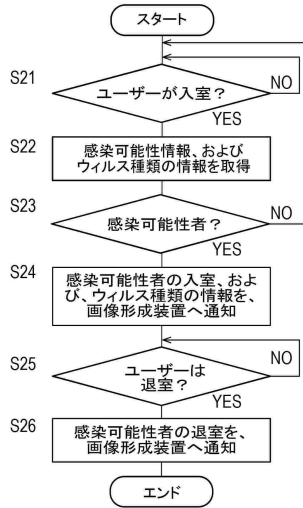 スタート
S21
ユーザーが入室？
NO
YES
S22
感染可能性情報、および
ウィルス種類の情報を取得
S23
感染可能性者？
NO
YES
S24
感染可能性者の入室、およ
び、ウィルス種類の情報を、
画像形成装置へ通知
S25
ユーザーは
退室？
NO
YES
S26
感染可能性者の退室を、
画像形成装置へ通知
エンド